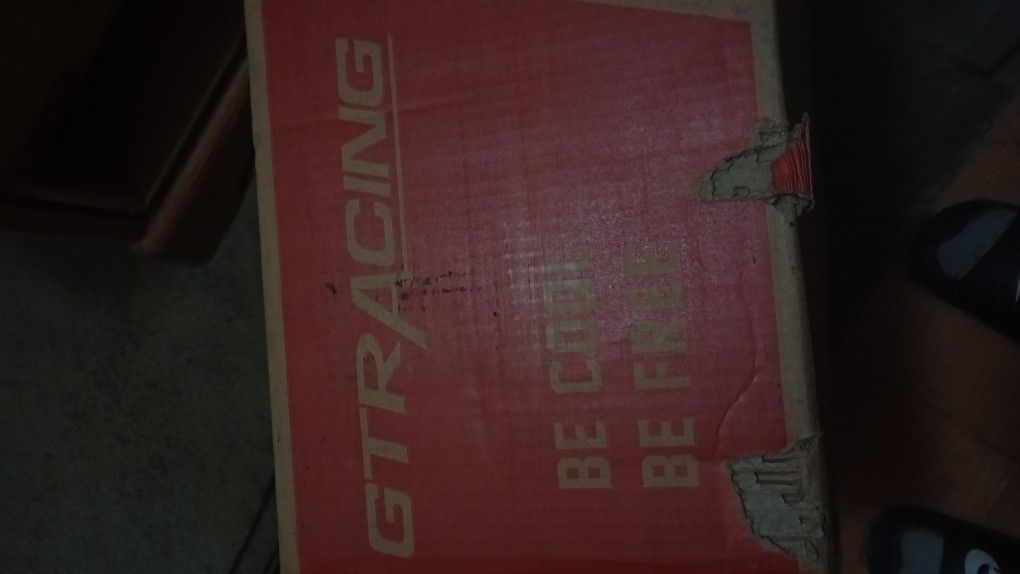 GTRACING
BE COOL
BE FREE